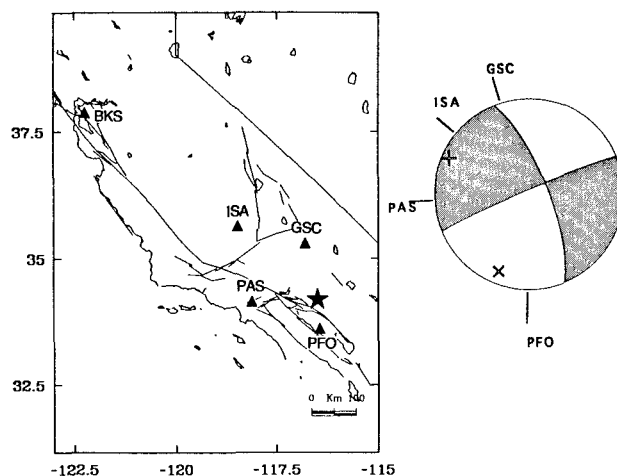 GSC
ISA
37.5
BKS
ISA
GSC
PAS
35
PAS
PFO
PFO
0 Km 100
32.5
-122.5
-120
-117.5
-115